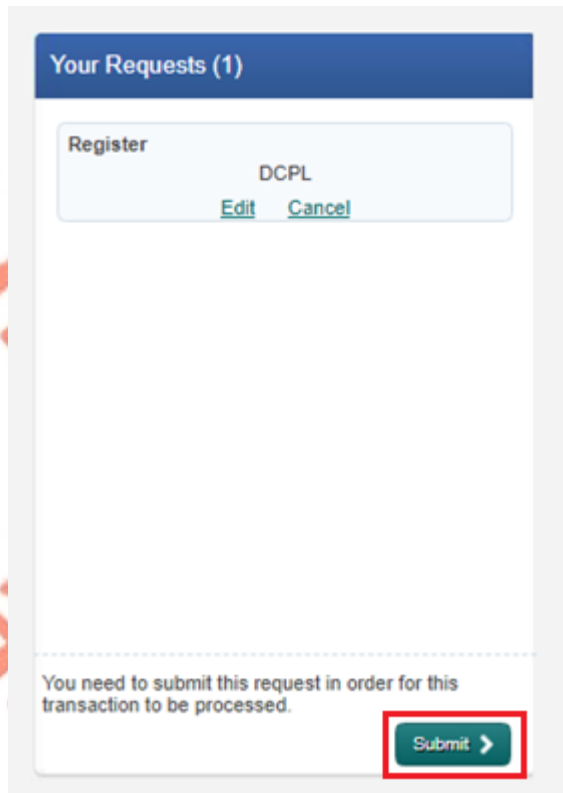 Your Requests (1)
Register
DCPL
Edit Cancel
You need to submit this request in order for this
transaction to be processed.
Submit